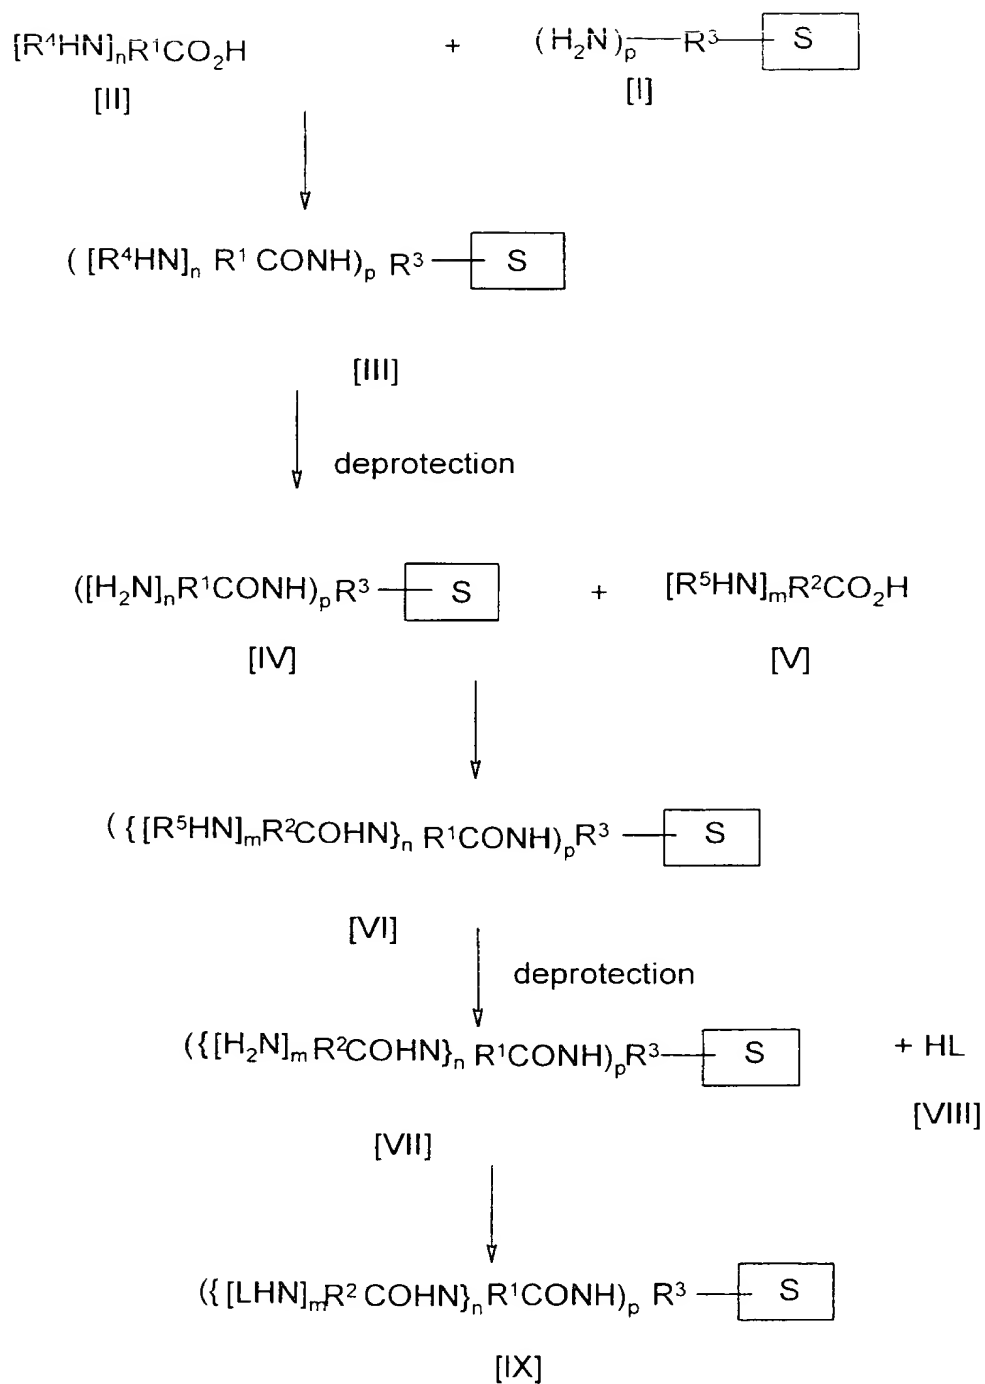 [R⁴HN]ₙR¹CO₂H + (H₂N)ₚ—R³— S
[II] [I]
([R⁴HN]ₙ R¹ CONH)ₚ R³— S
[III]
deprotection
([H₂N]ₙR¹CONH)ₚR³— S + [R⁵HN]ₘR²CO₂H
[IV] [V]
({[R⁵HN]ₘR²COHN}ₙ R¹CONH)ₚR³ — S
[VI]
deprotection
({[H₂N]ₘR²COHN}ₙ R¹CONH)ₚR³— S + HL
[VIII]
[VII]
({[LHN]ₘR² COHN}ₙR¹CONH)ₚ R³ — S
[IX]